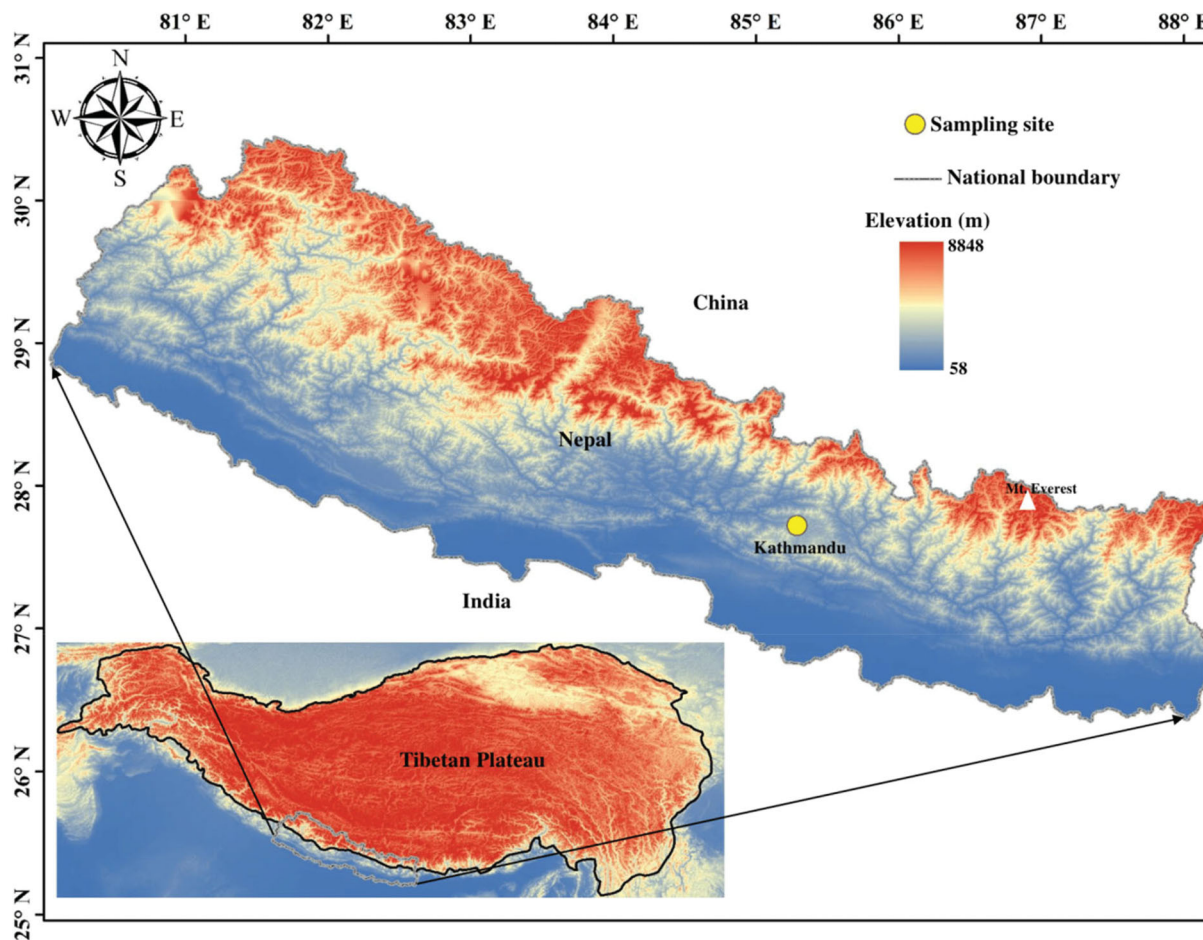 81° E 82° E 83° E 84° E 85° E 86° E 87° E 88° E
31° N
N
W E
S
Sampling site
National boundary
30° N
Elevation (m)
8848
China
29° N
58
Nepal
28° N
Mt. Everest
Kathmandu
India
27° N
Tibetan Plateau
26° N
25° N